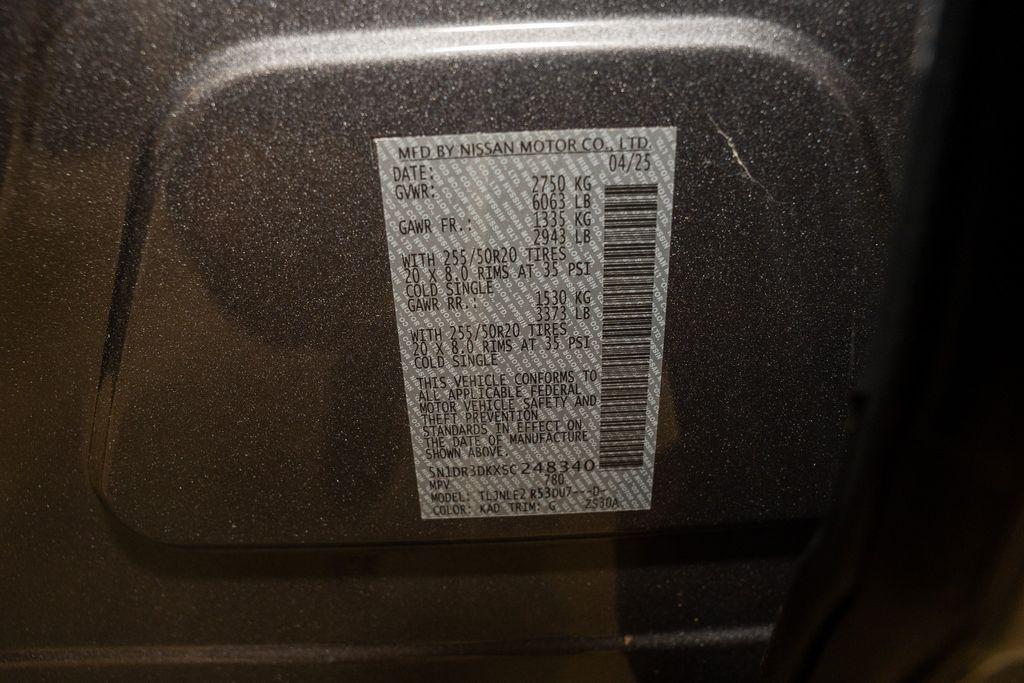 MFD BY NISSAN MOTOR CO., LTD.
DATE: 04/25
GVWR: 2750 KG
6063 LB
GAWR FR.: 1335 KG
2943 LB
WITH 255/50R20 TIRES
20 X 8.0 RIMS AT 35 PSI
COLD SINGLE
GAWR RR.: 1530 KG
3373 LB
WITH 255/50R20 TIRES
20 X 8.0 RIMS AT 35 PSI
COLD SINGLE
THIS VEHICLE CONFORMS TO
ALL APPLICABLE FEDERAL
MOTOR VEHICLE SAFETY AND
THEFT PREVENTION
STANDARDS IN EFFECT ON
THE DATE OF MANUFACTURE
SHOWN ABOVE.
5N1DR3DKXSC248340
MPV 780
MODEL: TLJNLE2 R53DU7---D-
COLOR: KAD TRIM: G ZS30A